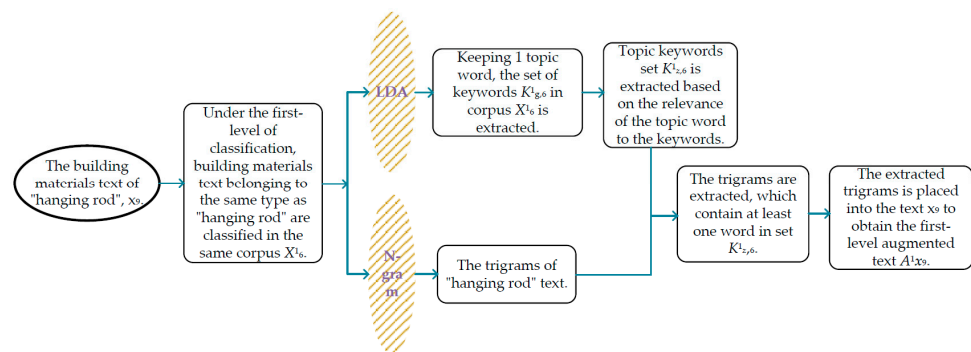 The building
materials text of
"hanging rod", x₉.
Under the first-
level of
classification,
building materials
text belonging to
the same type as
"hanging rod" are
classified in the
same corpus X¹₆.
LDA
Keeping 1 topic
word, the set of
keywords K¹g,₆ in
corpus X¹₆ is
extracted.
Topic keywords
set K¹z,₆ is
extracted based on
the relevance of
the topic word to
the keywords.
N-
gra
m
The trigrams of
"hanging rod" text.
The trigrams are
extracted, which
contain at least
one word in set
K¹z,₆.
The extracted
trigrams is placed
into the text x₉ to
obtain the first-
level augmented
text A¹x₉.